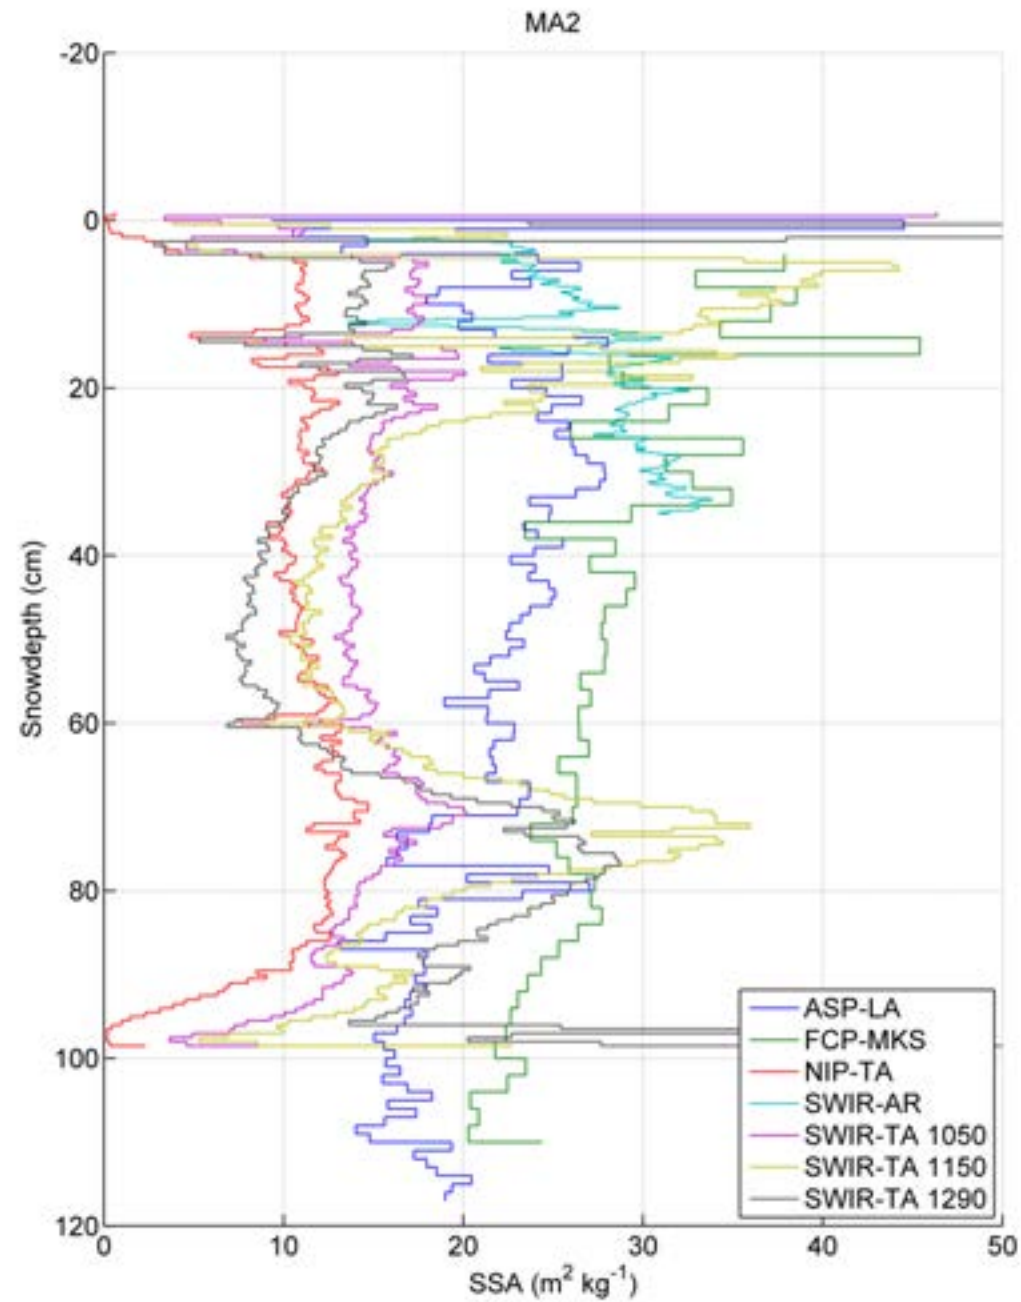 MA2
-20
0
20
40
60
80
100
120
Snowdepth (cm)
0 10 20 30 40 50
SSA (m² kg⁻¹)
ASP-LA
FCP-MKS
NIP-TA
SWIR-AR
SWIR-TA 1050
SWIR-TA 1150
SWIR-TA 1290